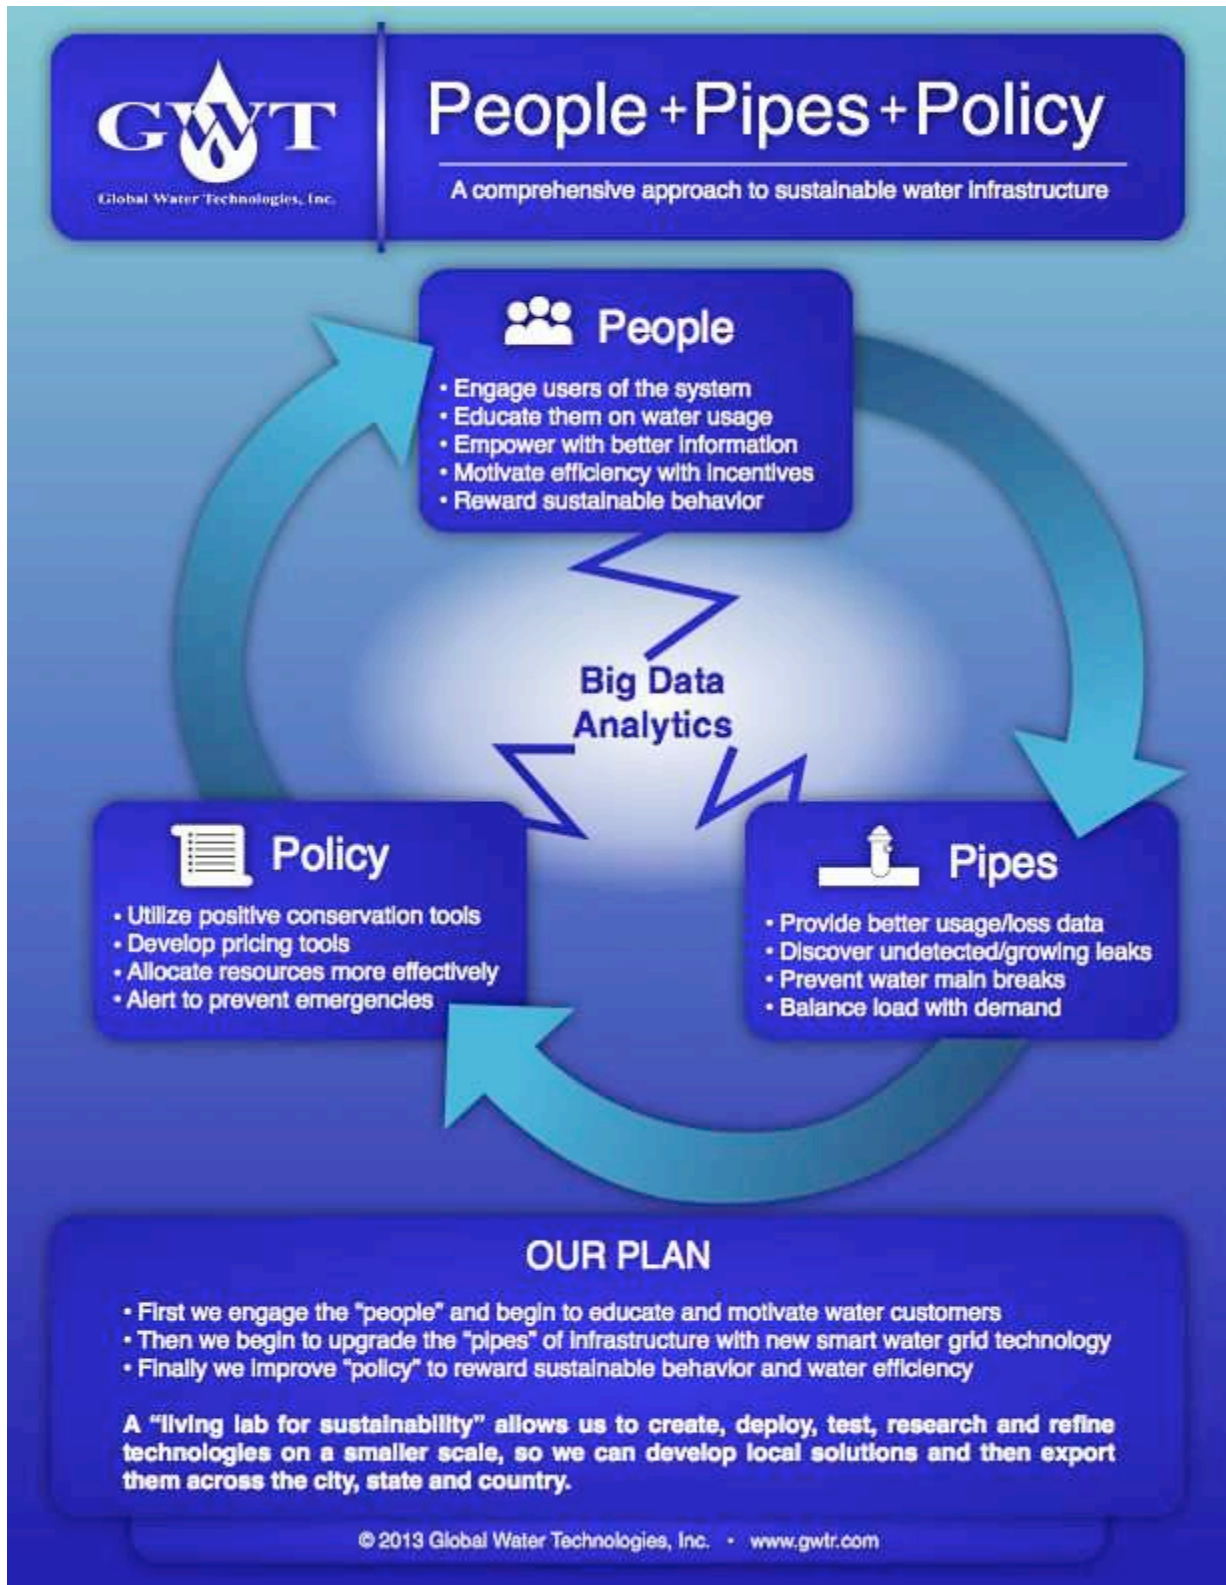 GWT
Global Water Technologies, Inc.
People + Pipes + Policy
A comprehensive approach to sustainable water infrastructure
People
• Engage users of the system
• Educate them on water usage
• Empower with better information
• Motivate efficiency with incentives
• Reward sustainable behavior
Big Data
Analytics
Policy
• Utilize positive conservation tools
• Develop pricing tools
• Allocate resources more effectively
• Alert to prevent emergencies
Pipes
• Provide better usage/loss data
• Discover undetected/growing leaks
• Prevent water main breaks
• Balance load with demand
OUR PLAN
• First we engage the "people" and begin to educate and motivate water customers
• Then we begin to upgrade the "pipes" of infrastructure with new smart water grid technology
• Finally we improve "policy" to reward sustainable behavior and water efficiency
A "living lab for sustainability" allows us to create, deploy, test, research and refine
technologies on a smaller scale, so we can develop local solutions and then export
them across the city, state and country.
© 2013 Global Water Technologies, Inc. • www.gwtr.com